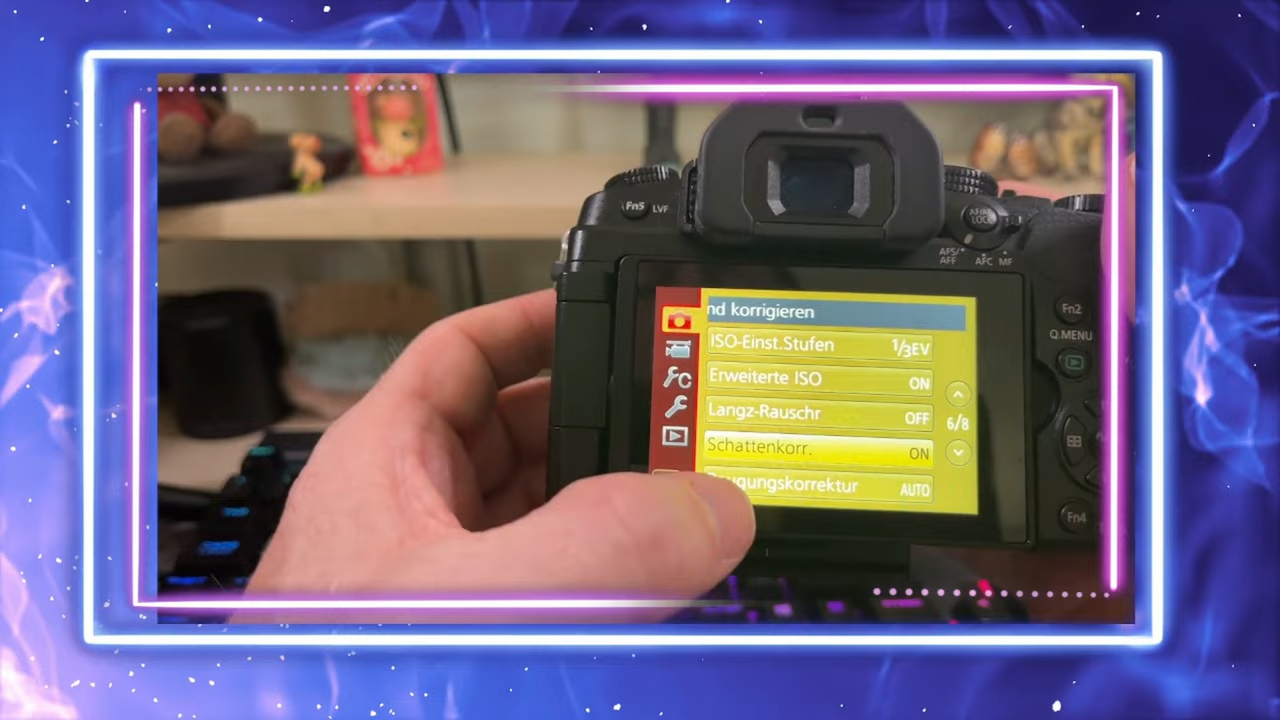 Fn5 LVF
AF/AE LOCK
AFS/AFF AFC MF
Fn2
Q.MENU
nd korrigieren
ISO-Einst.Stufen 1/3EV
Erweiterte ISO ON
Langz-Rauschr OFF
6/8
Schattenkorr. ON
ugungskorrektur AUTO
Fn4